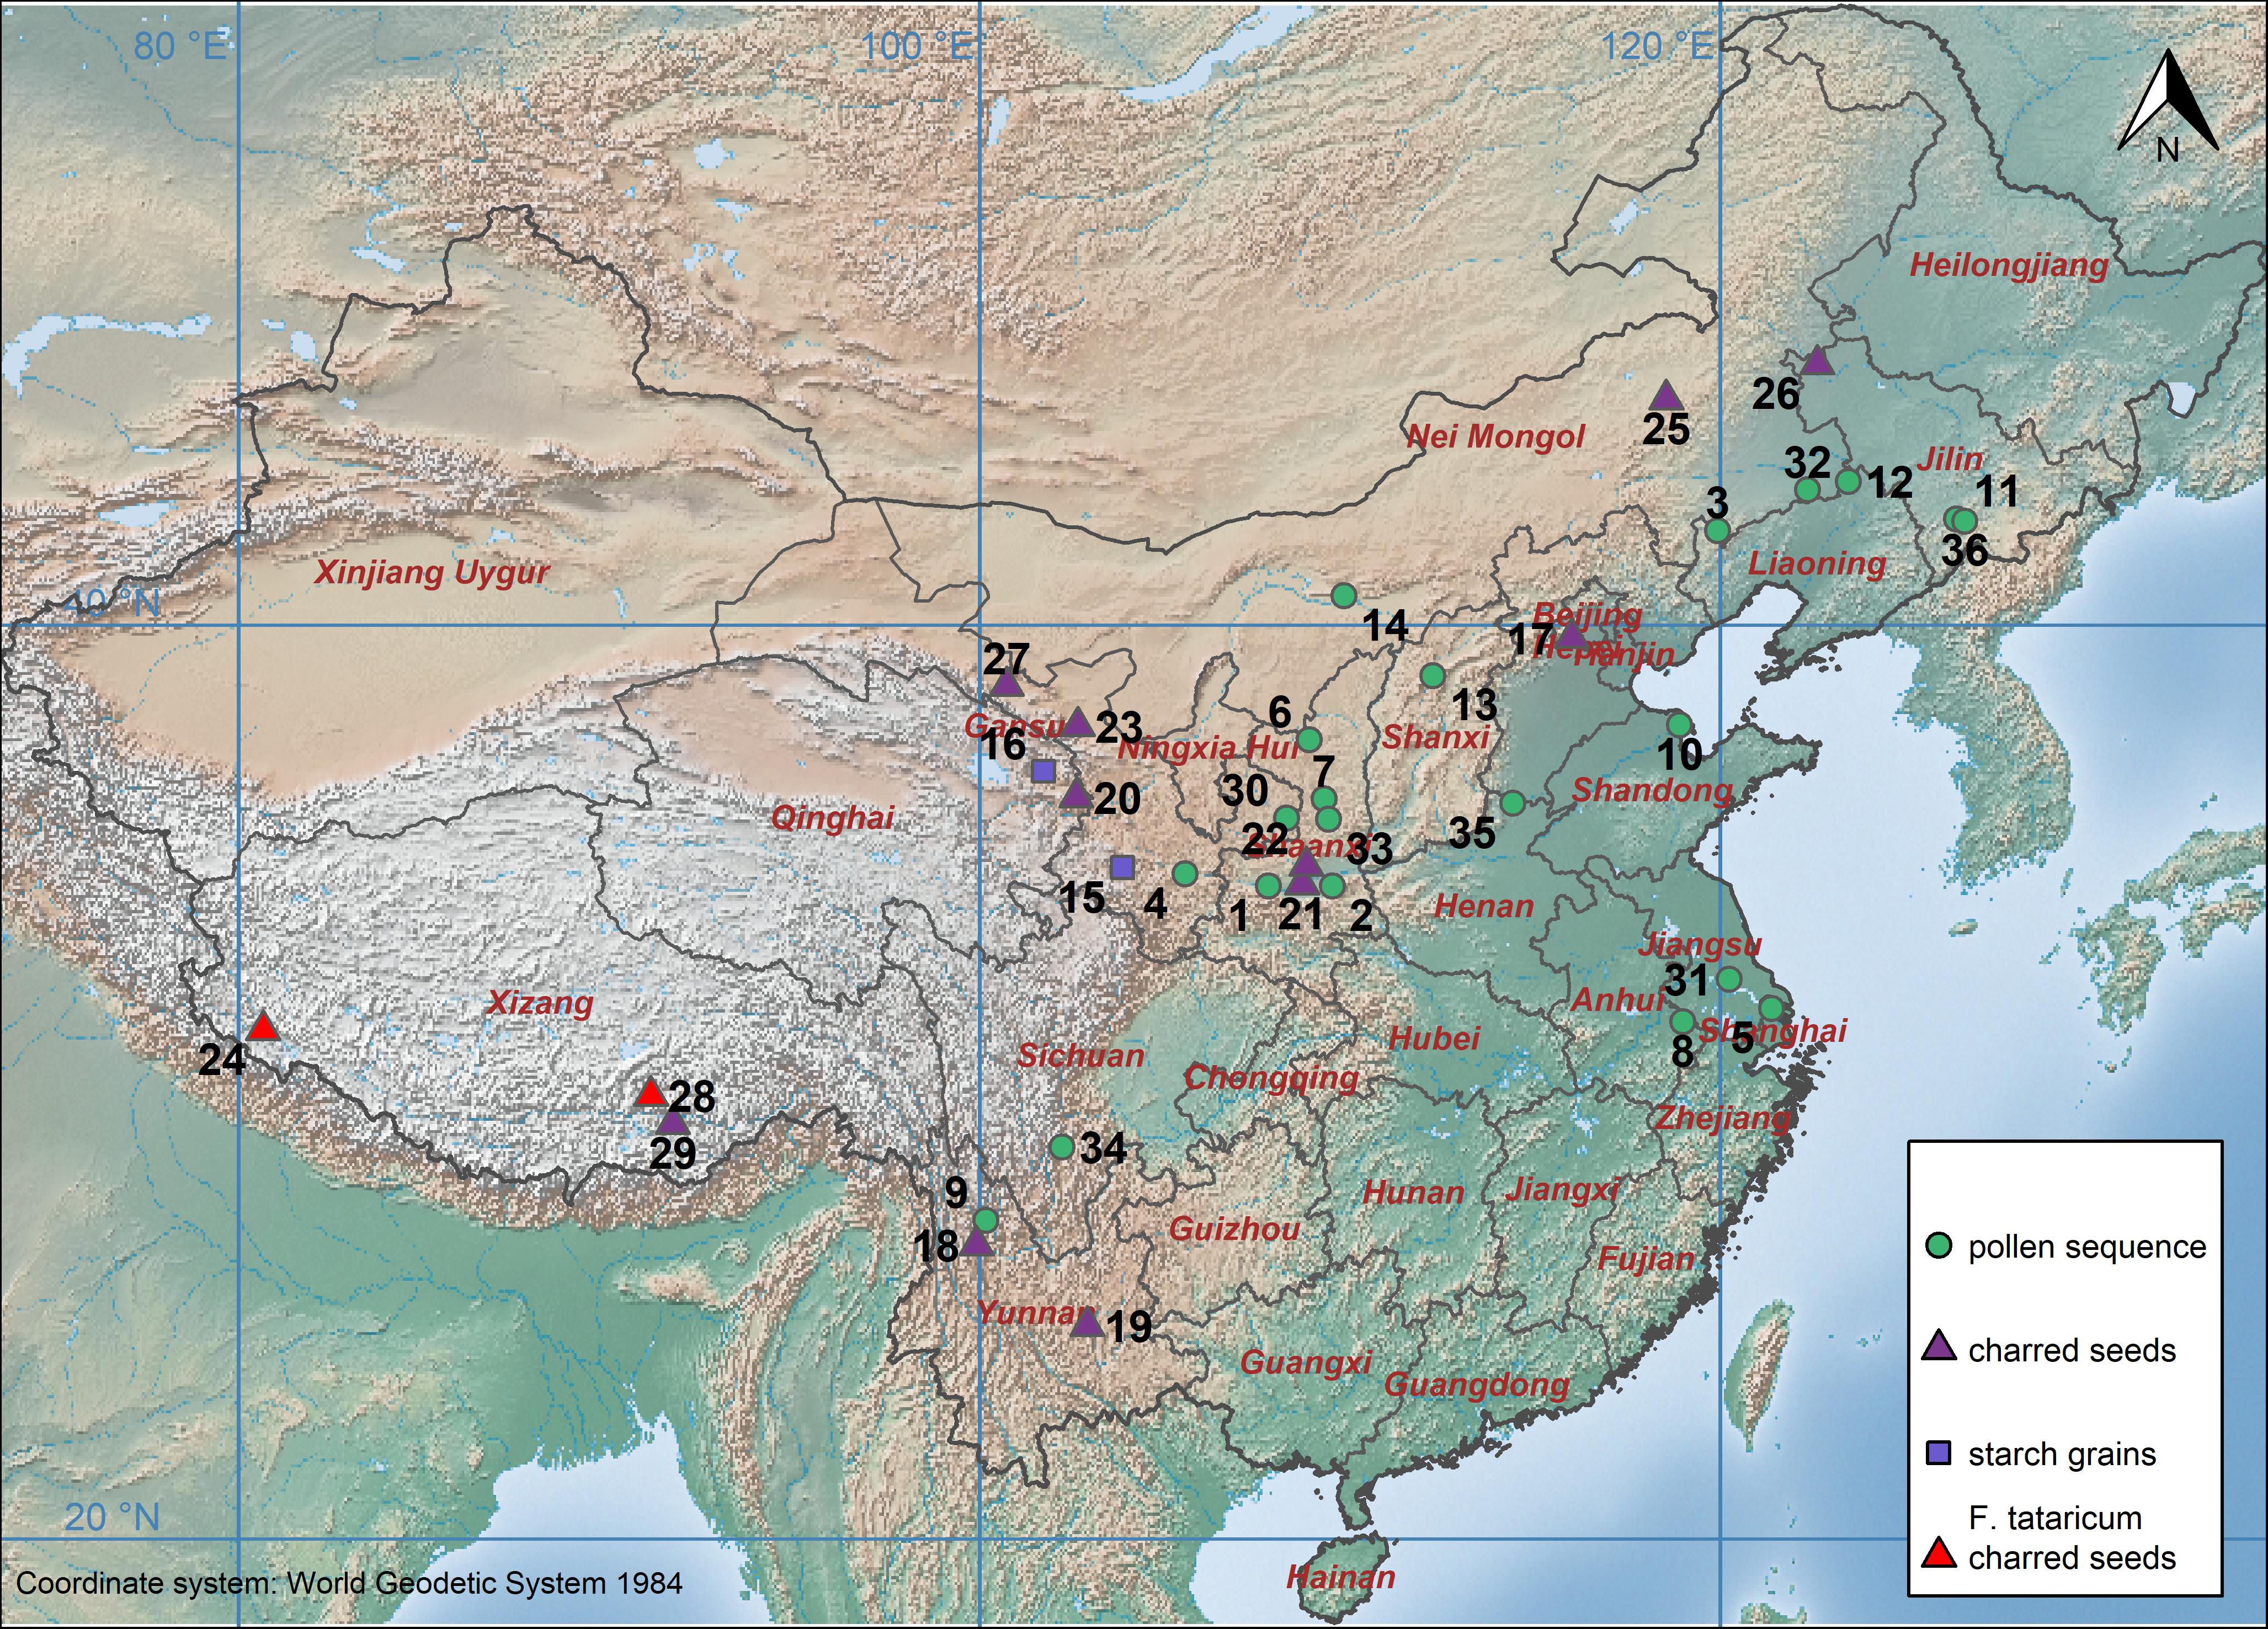 80 °E
100 °E
120 °E
N
Heilongjiang
26
25
Nei Mongol
Jilin
32
12
11
3
36
Liaoning
Xinjiang Uygur
40 °N
14
Beijing
17
Hebei
Tianjin
27
13
6
Gansu
23
16
Ningxia Hui
Shanxi
10
7
30
20
Shandong
Qinghai
35
22
Shaanxi
33
15
4
1
21
2
Henan
Jiangsu
31
Xizang
Anhui
Shanghai
5
8
24
Hubei
Sichuan
Chongqing
28
29
Zhejiang
34
9
Hunan
Jiangxi
Guizhou
18
Fujian
Yunnan
19
Guangxi
Guangdong
20 °N
Hainan
pollen sequence
charred seeds
starch grains
F. tataricum
charred seeds
Coordinate system: World Geodetic System 1984